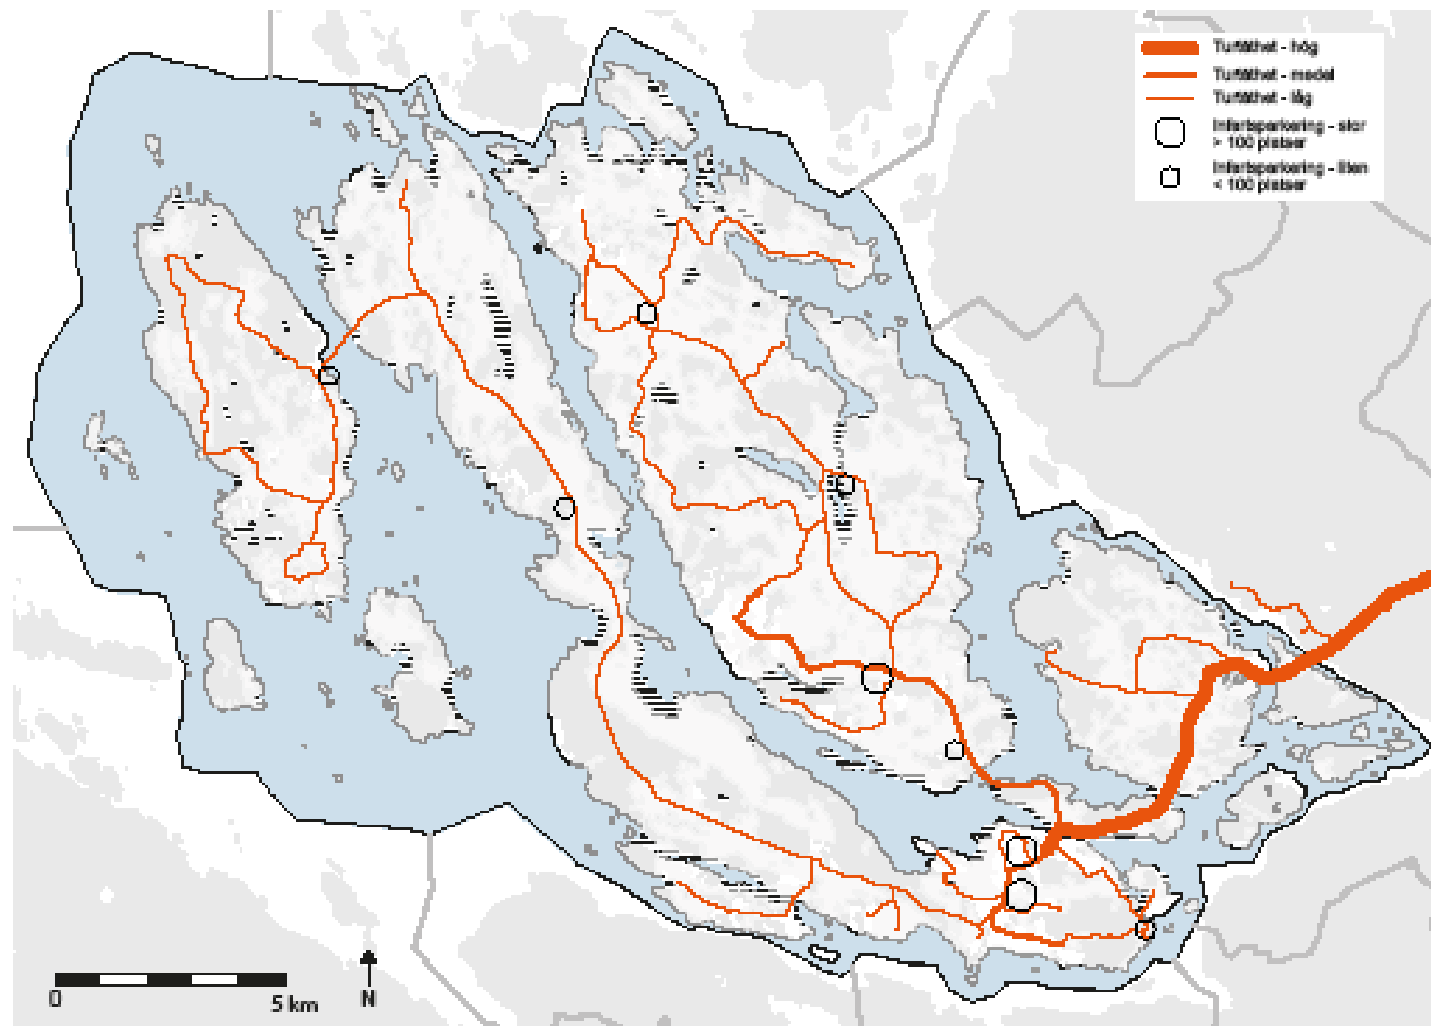 Turtäthet - hög
Turtäthet - medel
Turtäthet - låg
Infartsparkering - stor
> 100 platser
Infartsparkering - liten
< 100 platser
0
5 km
N